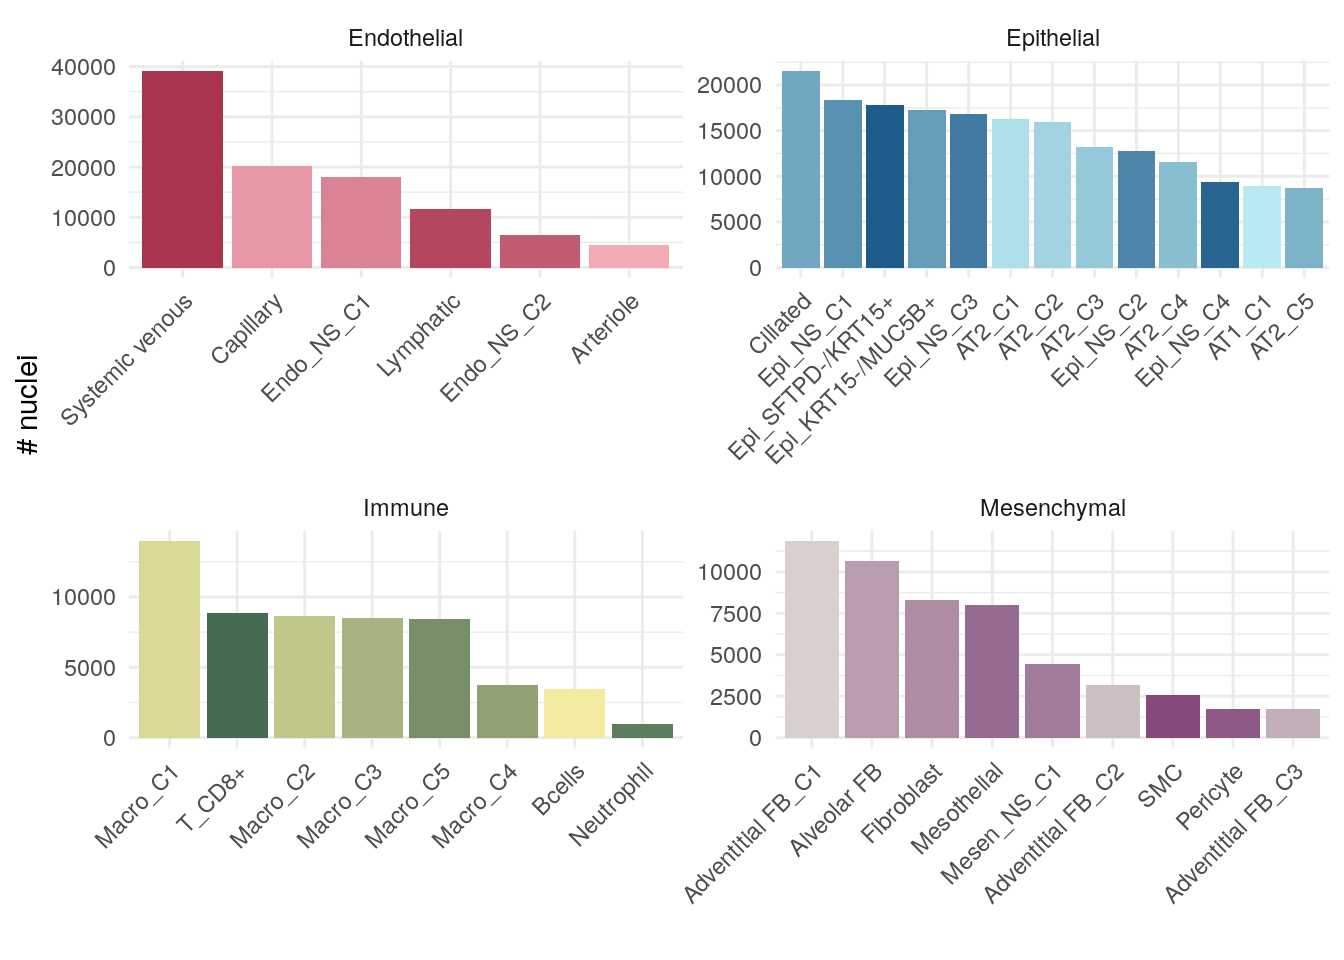 Endothelial
Epithelial
40000
30000
20000
10000
0
20000
15000
10000
5000
0
Systemic venous
Capillary
Endo_NS_C1
Lymphatic
Endo_NS_C2
Arteriole
Cilliated
Epi_NS_C1
Epi_SFTPD-/KRT15+
Epi_KRT15-/MUC5B+
Epi_NS_C3
AT2_C1
AT2_C2
AT2_C3
Epi_NS_C2
AT2_C4
Epi_NS_C4
AT1_C1
AT2_C5
# nuclei
Immune
Mesenchymal
10000
5000
0
10000
7500
5000
2500
0
Macro_C1
T_CD8+
Macro_C2
Macro_C3
Macro_C5
Macro_C4
Bcells
Neutrophil
Adventitial FB_C1
Alveolar FB
Fibroblast
Mesothelial
Mesen_NS_C1
Adventitial FB_C2
SMC
Pericyte
Adventitial FB_C3